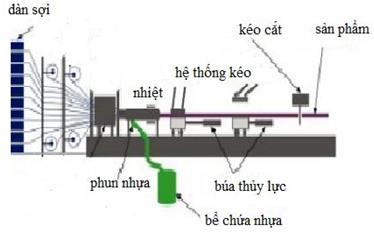 dàn sợi
kéo cắt
sản phẩm
hệ thống kéo
nhiệt
phun nhựa
búa thủy lực
bể chứa nhựa